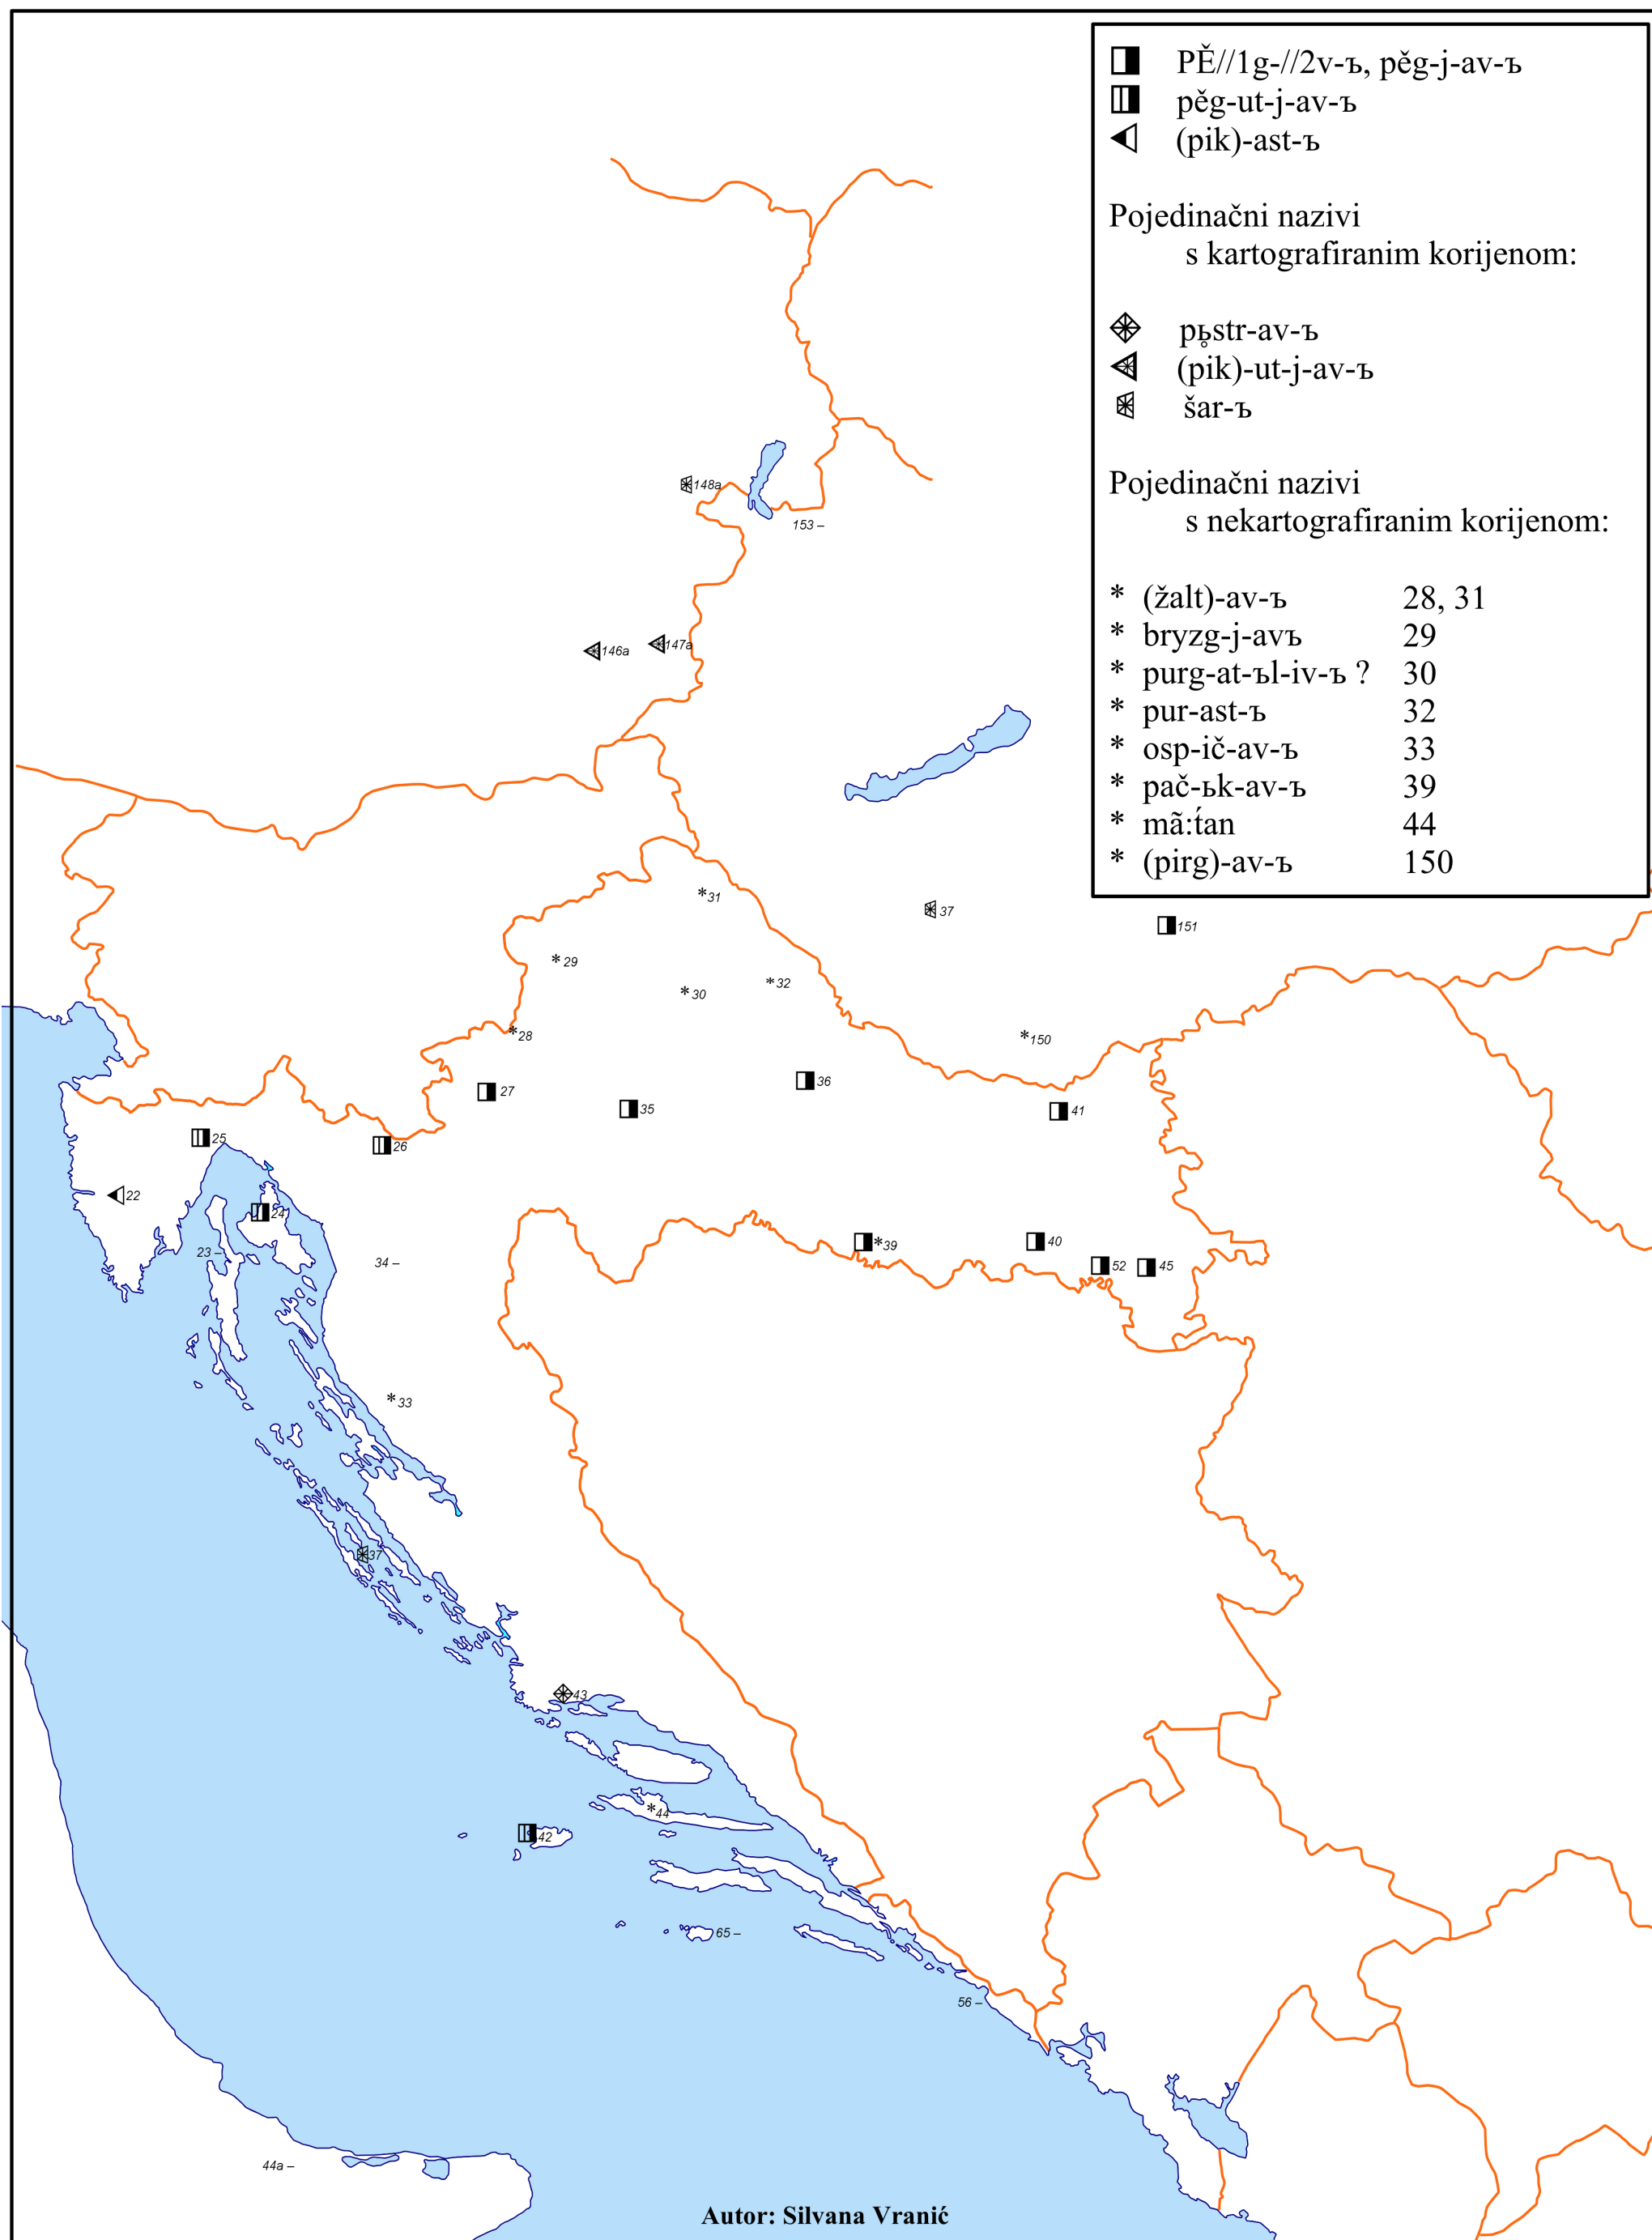 PĚ//1g-//2v-ъ, pěg-j-av-ъ
pěg-ut-j-av-ъ
(pik)-ast-ъ
Pojedinačni nazivi
s kartografiranim korijenom:
pь̥str-av-ъ
(pik)-ut-j-av-ъ
šar-ъ
Pojedinačni nazivi
s nekartografiranim korijenom:
* (žalt)-av-ъ 28, 31
* bryzg-j-avъ 29
* purg-at-ъl-iv-ъ ? 30
* pur-ast-ъ 32
* osp-ič-av-ъ 33
* pač-ьk-av-ъ 39
* mã:t́an 44
* (pirg)-av-ъ 150
148a
153 –
147a
146a
*31
37
151
*29
*32
*30
*28
*150
36
27
35
41
25
26
22
24
*39
40
23 –
34 –
52
45
*33
37
43
*44
42
65 –
56 –
44a –
Autor: Silvana Vranić